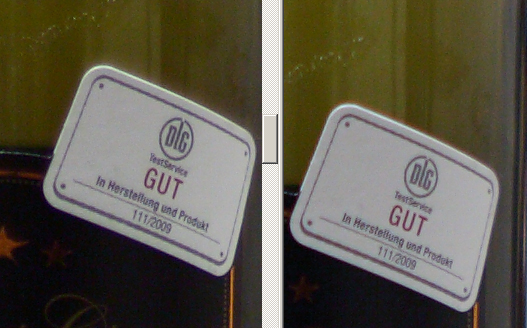 DLG
TestService
GUT
In Herstellung und Produkt
111/2009
DLG
TestService
GUT
In Herstellung und Produkt
111/2009